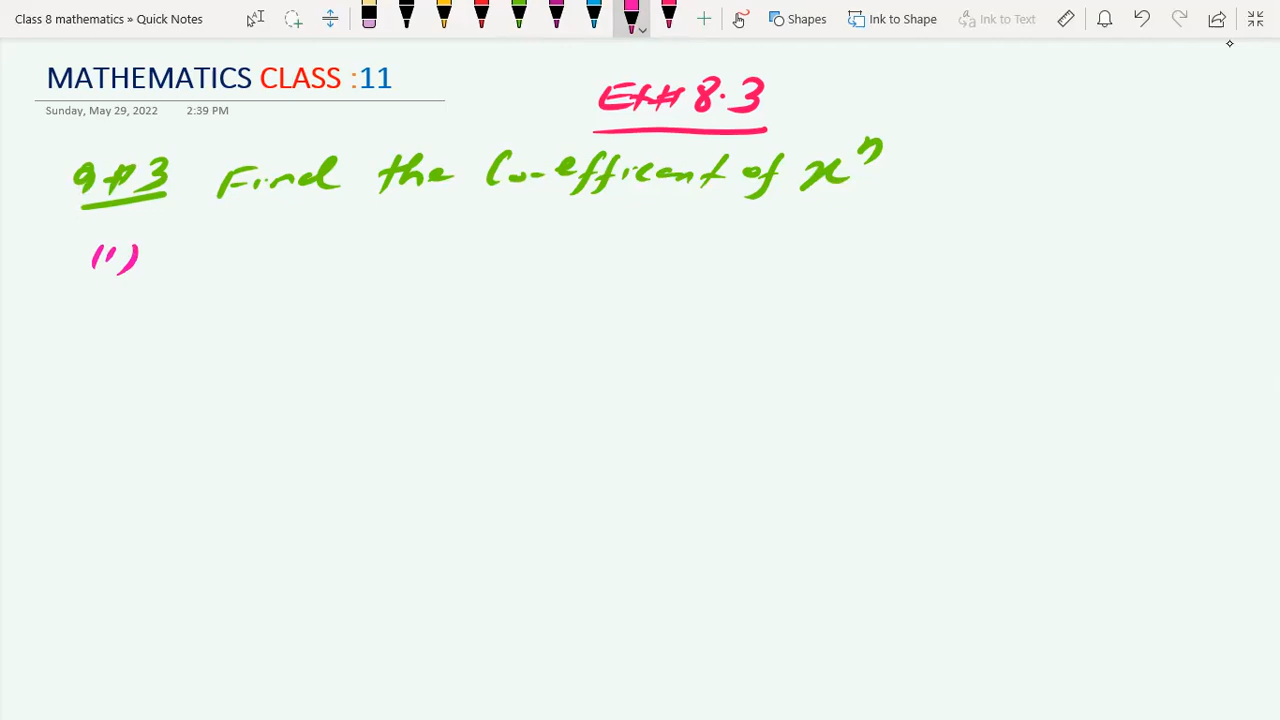 Class 8 mathematics » Quick Notes
Shapes
Ink to Shape
Ink to Text
MATHEMATICS CLASS :11
Sunday, May 29, 2022 2:39 PM
Ex# 8.3
Q#3 Find the Co-efficent of xⁿ
(i)